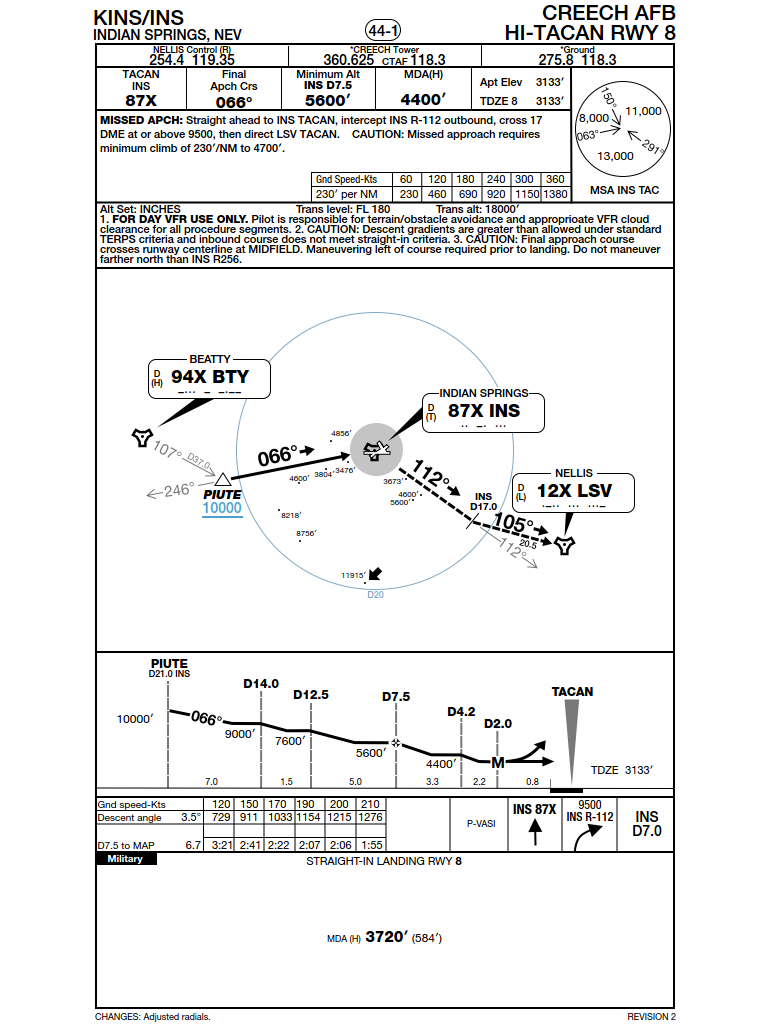 KINS/INS
INDIAN SPRINGS, NEV
44-1
CREECH AFB
HI-TACAN RWY 8
NELLIS Control (R)
254.4 119.35
*CREECH Tower
360.625 CTAF 118.3
*Ground
275.8 118.3
TACAN
INS
87X
Final
Apch Crs
066°
Minimum Alt
INS D7.5
5600′
MDA(H)
4400′
Apt Elev 3133′
TDZE 8 3133′
150°
8,000
11,000
063°
291°
13,000
MSA INS TAC
MISSED APCH: Straight ahead to INS TACAN, intercept INS R-112 outbound, cross 17
DME at or above 9500, then direct LSV TACAN. CAUTION: Missed approach requires
minimum climb of 230′/NM to 4700′.
Gnd Speed-Kts 60 120 180 240 300 360
230′ per NM 230 460 690 920 1150 1380
Alt Set: INCHES Trans level: FL 180 Trans alt: 18000′
1. FOR DAY VFR USE ONLY. Pilot is responsible for terrain/obstacle avoidance and approprioate VFR cloud
clearance for all procedure segments. 2. CAUTION: Descent gradients are greater than allowed under standard
TERPS criteria and inbound course does not meet straight-in criteria. 3. CAUTION: Final approach course
crosses runway centerline at MIDFIELD. Maneuvering left of course required prior to landing. Do not maneuver
farther north than INS R256.
BEATTY
D
(H)
94X BTY
INDIAN SPRINGS
D
(T)
87X INS
NELLIS
D
(L)
12X LSV
107°
D37.0
246°
PIUTE
10000
066°
4856′
3476′
3804′
4600′
8218′
8756′
11915′
D20
3673′
4600′
5600′
112°
INS
D17.0
105°
20.5
112°
PIUTE
D21.0 INS
D14.0
D12.5
D7.5
D4.2
D2.0
TACAN
10000′
066°
9000′
7600′
5600′
4400′
M
TDZE 3133′
7.0 1.5 5.0 3.3 2.2 0.8
Gnd speed-Kts 120 150 170 190 200 210
Descent angle 3.5° 729 911 1033 1154 1215 1276
D7.5 to MAP 6.7 3:21 2:41 2:22 2:07 2:06 1:55
P-VASI
INS 87X
9500
INS R-112
INS
D7.0
Military
STRAIGHT-IN LANDING RWY 8
MDA (H) 3720′ (584′)
CHANGES: Adjusted radials.
REVISION 2